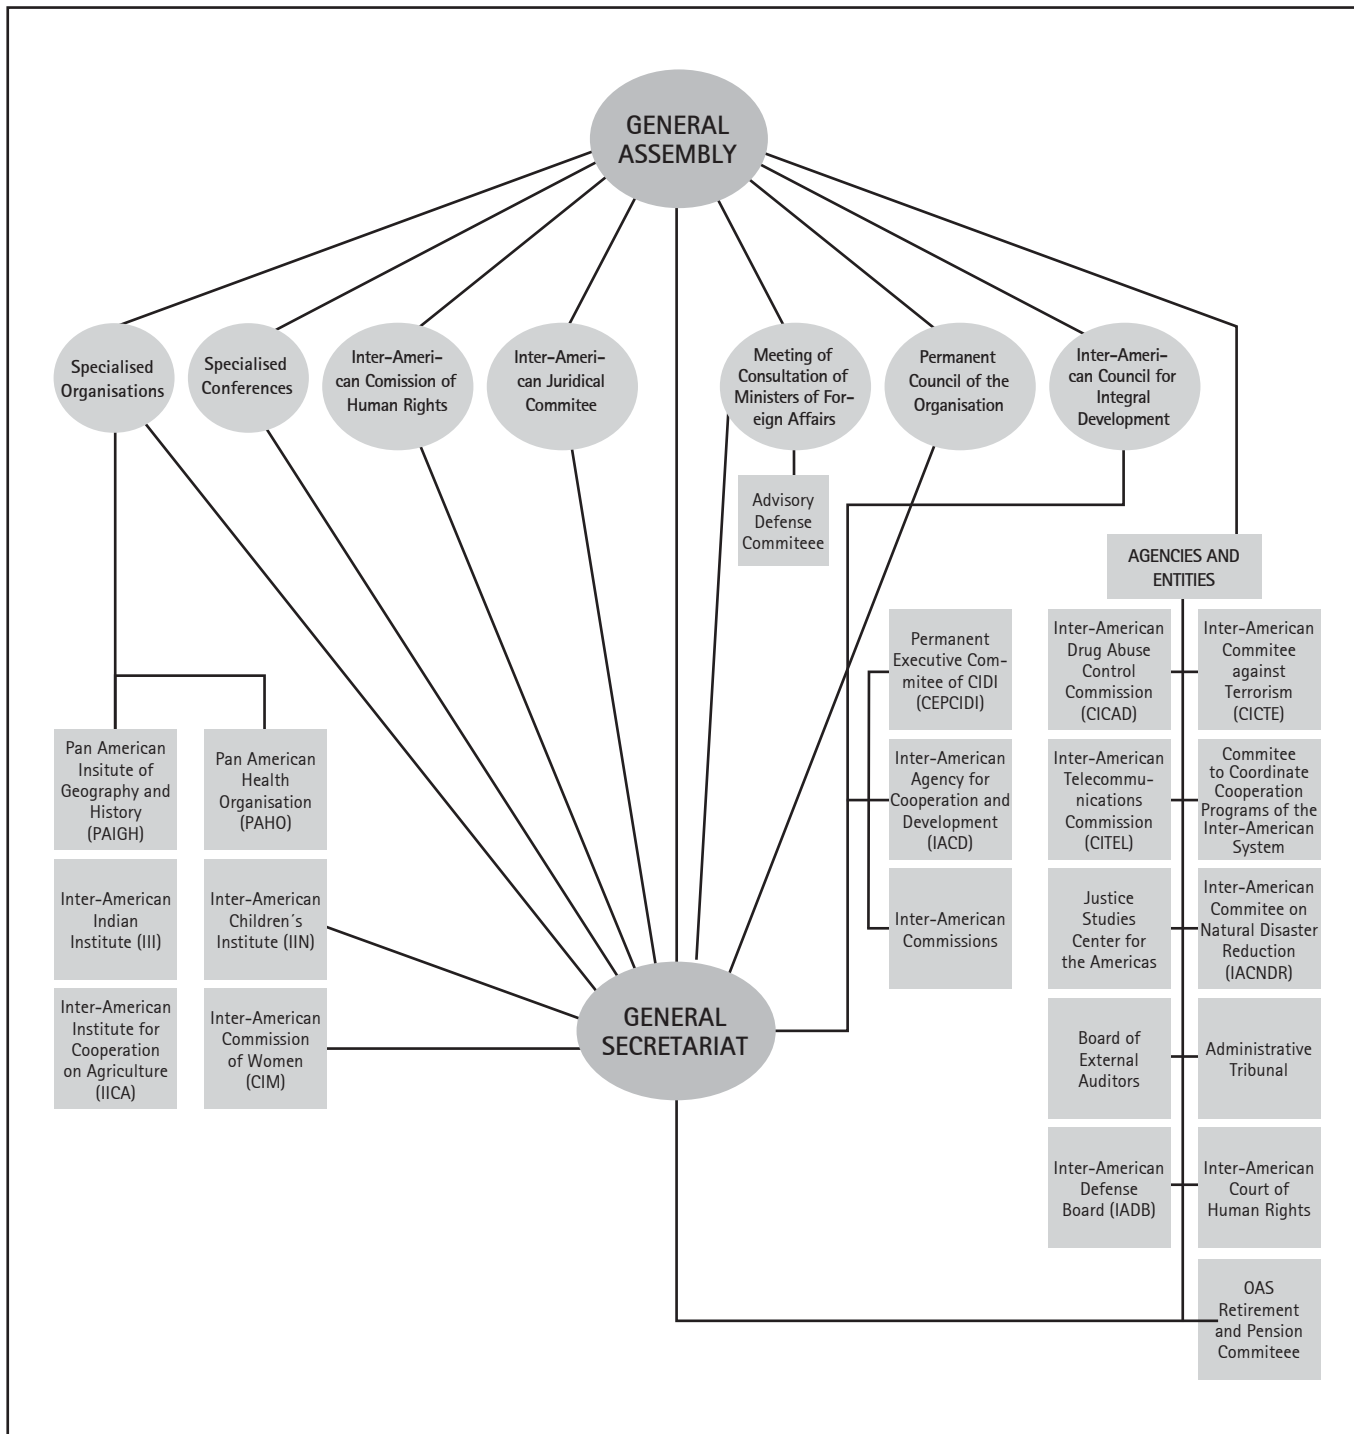 GENERAL
ASSEMBLY
Specialised
Organisations
Specialised
Conferences
Inter-Ameri-
can Comission of
Human Rights
Inter-Ameri-
can Juridical
Commitee
Meeting of
Consultation of
Ministers of For-
eign Affairs
Permanent
Council of the
Organisation
Inter-Ameri-
can Council for
Integral
Development
Advisory
Defense
Commiteee
AGENCIES AND
ENTITIES
Permanent
Executive Com-
mitee of CIDI
(CEPCIDI)
Inter-American
Drug Abuse
Control
Commission
(CICAD)
Inter-American
Commitee
against
Terrorism
(CICTE)
Pan American
Insitute of
Geography and
History
(PAIGH)
Pan American
Health
Organisation
(PAHO)
Inter-American
Agency for
Cooperation and
Development
(IACD)
Inter-American
Telecommu-
nications
Commission
(CITEL)
Commitee
to Coordinate
Cooperation
Programs of the
Inter-American
System
Inter-American
Indian
Institute (III)
Inter-American
Children´s
Institute (IIN)
Inter-American
Commissions
Justice
Studies
Center for
the Americas
Inter-American
Commitee on
Natural Disaster
Reduction
(IACNDR)
Inter-American
Institute for
Cooperation
on Agriculture
(IICA)
Inter-American
Commission
of Women
(CIM)
GENERAL
SECRETARIAT
Board of
External
Auditors
Administrative
Tribunal
Inter-American
Defense
Board (IADB)
Inter-American
Court of
Human Rights
OAS
Retirement
and Pension
Commiteee